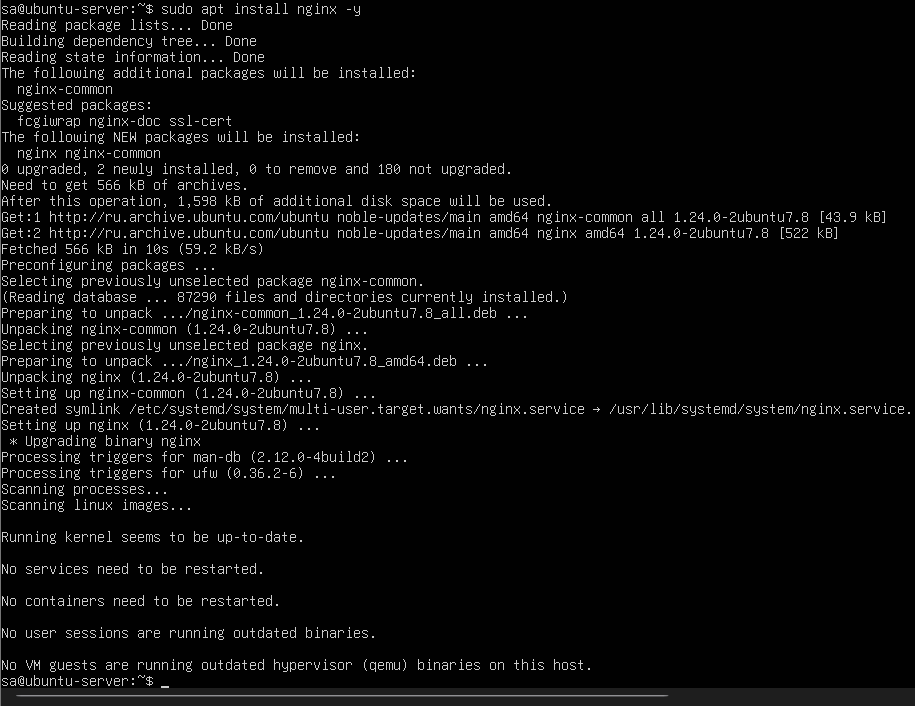 sa@ubuntu-server:~$ sudo apt install nginx -y
Reading package lists... Done
Building dependency tree... Done
Reading state information... Done
The following additional packages will be installed:
  nginx-common
Suggested packages:
  fcgiwrap nginx-doc ssl-cert
The following NEW packages will be installed:
  nginx nginx-common
0 upgraded, 2 newly installed, 0 to remove and 180 not upgraded.
Need to get 566 kB of archives.
After this operation, 1,598 kB of additional disk space will be used.
Get:1 http://ru.archive.ubuntu.com/ubuntu noble-updates/main amd64 nginx-common all 1.24.0-2ubuntu7.8 [43.9 kB]
Get:2 http://ru.archive.ubuntu.com/ubuntu noble-updates/main amd64 nginx amd64 1.24.0-2ubuntu7.8 [522 kB]
Fetched 566 kB in 10s (59.2 kB/s)
Preconfiguring packages ...
Selecting previously unselected package nginx-common.
(Reading database ... 87290 files and directories currently installed.)
Preparing to unpack .../nginx-common_1.24.0-2ubuntu7.8_all.deb ...
Unpacking nginx-common (1.24.0-2ubuntu7.8) ...
Selecting previously unselected package nginx.
Preparing to unpack .../nginx_1.24.0-2ubuntu7.8_amd64.deb ...
Unpacking nginx (1.24.0-2ubuntu7.8) ...
Setting up nginx-common (1.24.0-2ubuntu7.8) ...
Created symlink /etc/systemd/system/multi-user.target.wants/nginx.service → /usr/lib/systemd/system/nginx.service.
Setting up nginx (1.24.0-2ubuntu7.8) ...
 * Upgrading binary nginx
Processing triggers for man-db (2.12.0-4build2) ...
Processing triggers for ufw (0.36.2-6) ...
Scanning processes...
Scanning linux images...

Running kernel seems to be up-to-date.

No services need to be restarted.

No containers need to be restarted.

No user sessions are running outdated binaries.

No VM guests are running outdated hypervisor (qemu) binaries on this host.
sa@ubuntu-server:~$ _